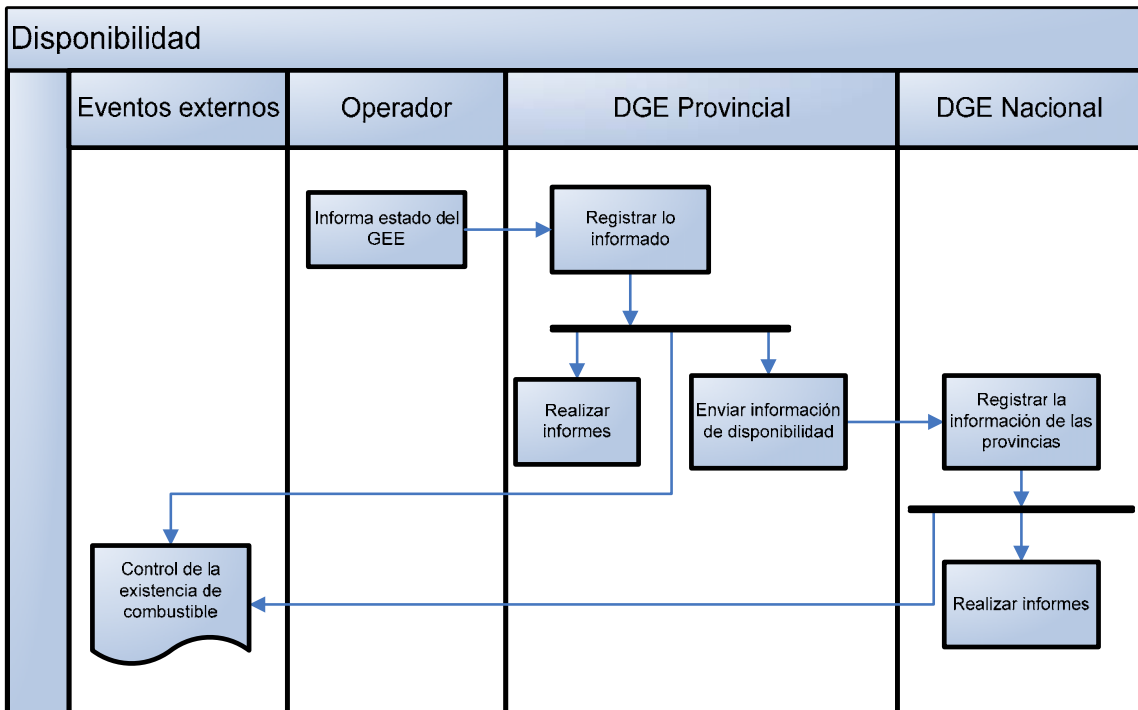 Disponibilidad
Eventos externos
Operador
DGE Provincial
DGE Nacional
Informa estado del
GEE
Registrar lo
informado
Realizar
informes
Enviar información
de disponibilidad
Registrar la
información de las
provincias
Control de la
existencia de
combustible
Realizar informes